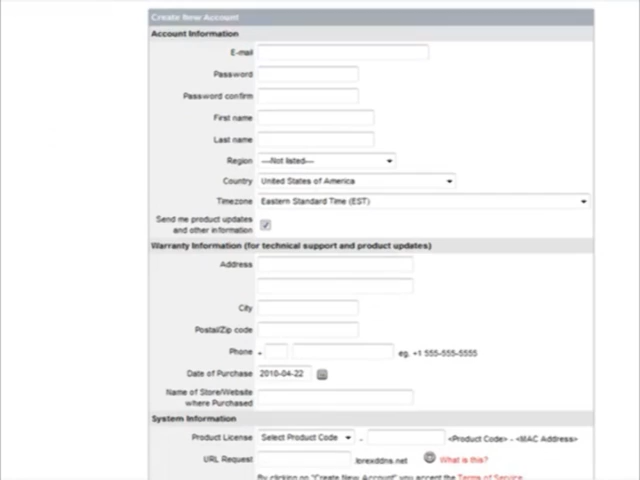 Create New Account
Account Information
E-mail
Password
Password confirm
First name
Last name
Region ---Not listed---
Country United States of America
Timezone Eastern Standard Time (EST)
Send me product updates
and other information
Warranty Information (for technical support and product updates)
Address
City
Postal/Zip code
Phone + eg. +1 555-555-5555
Date of Purchase 2010-04-22
Name of Store/Website
where Purchased
System Information
Product License Select Product Code - <Product Code> - <MAC Address>
URL Request .lorexddns.net What is this?
By clicking on "Create New Account" you accept the Terms of Service